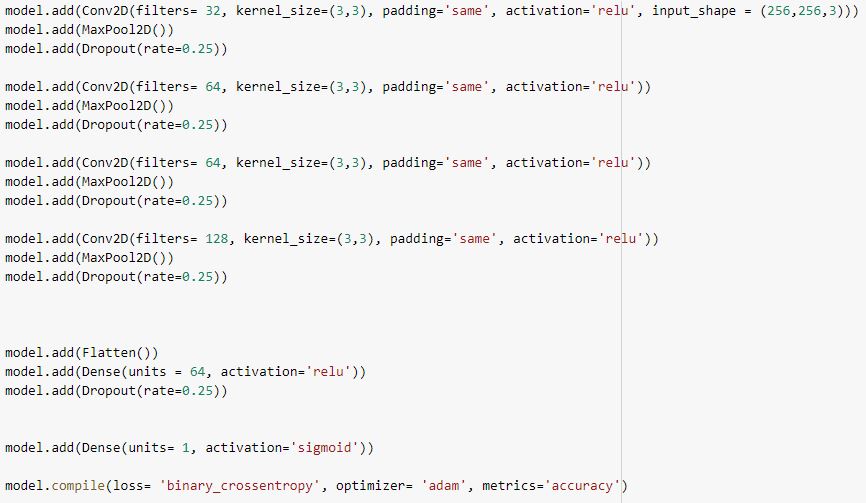 model.add(Conv2D(filters= 32, kernel_size=(3,3), padding='same', activation='relu', input_shape = (256,256,3)))
model.add(MaxPool2D())
model.add(Dropout(rate=0.25))
model.add(Conv2D(filters= 64, kernel_size=(3,3), padding='same', activation='relu'))
model.add(MaxPool2D())
model.add(Dropout(rate=0.25))
model.add(Conv2D(filters= 64, kernel_size=(3,3), padding='same', activation='relu'))
model.add(MaxPool2D())
model.add(Dropout(rate=0.25))
model.add(Conv2D(filters= 128, kernel_size=(3,3), padding='same', activation='relu'))
model.add(MaxPool2D())
model.add(Dropout(rate=0.25))
model.add(Flatten())
model.add(Dense(units = 64, activation='relu'))
model.add(Dropout(rate=0.25))
model.add(Dense(units= 1, activation='sigmoid'))
model.compile(loss= 'binary_crossentropy', optimizer= 'adam', metrics='accuracy')